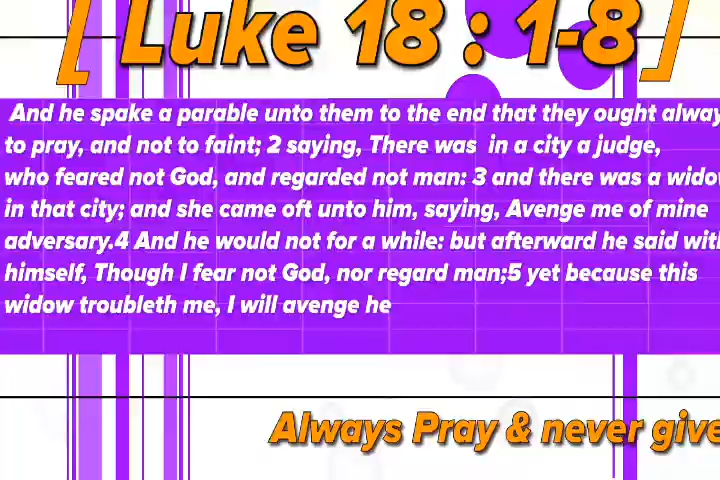 [ Luke 18 : 1-8 ]
And he spake a parable unto them to the end that they ought alway
to pray, and not to faint; 2 saying, There was in a city a judge,
who feared not God, and regarded not man: 3 and there was a wido
in that city; and she came oft unto him, saying, Avenge me of mine
adversary.4 And he would not for a while: but afterward he said wit
himself, Though I fear not God, nor regard man;5 yet because this
widow troubleth me, I will avenge he
Always Pray & never give